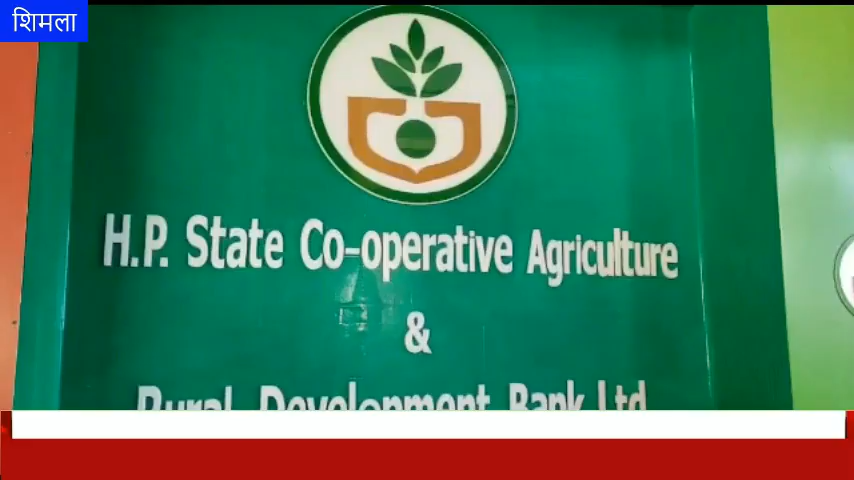 शिमला
H.P. State Co-operative Agriculture
&
Rural Development Bank Ltd.